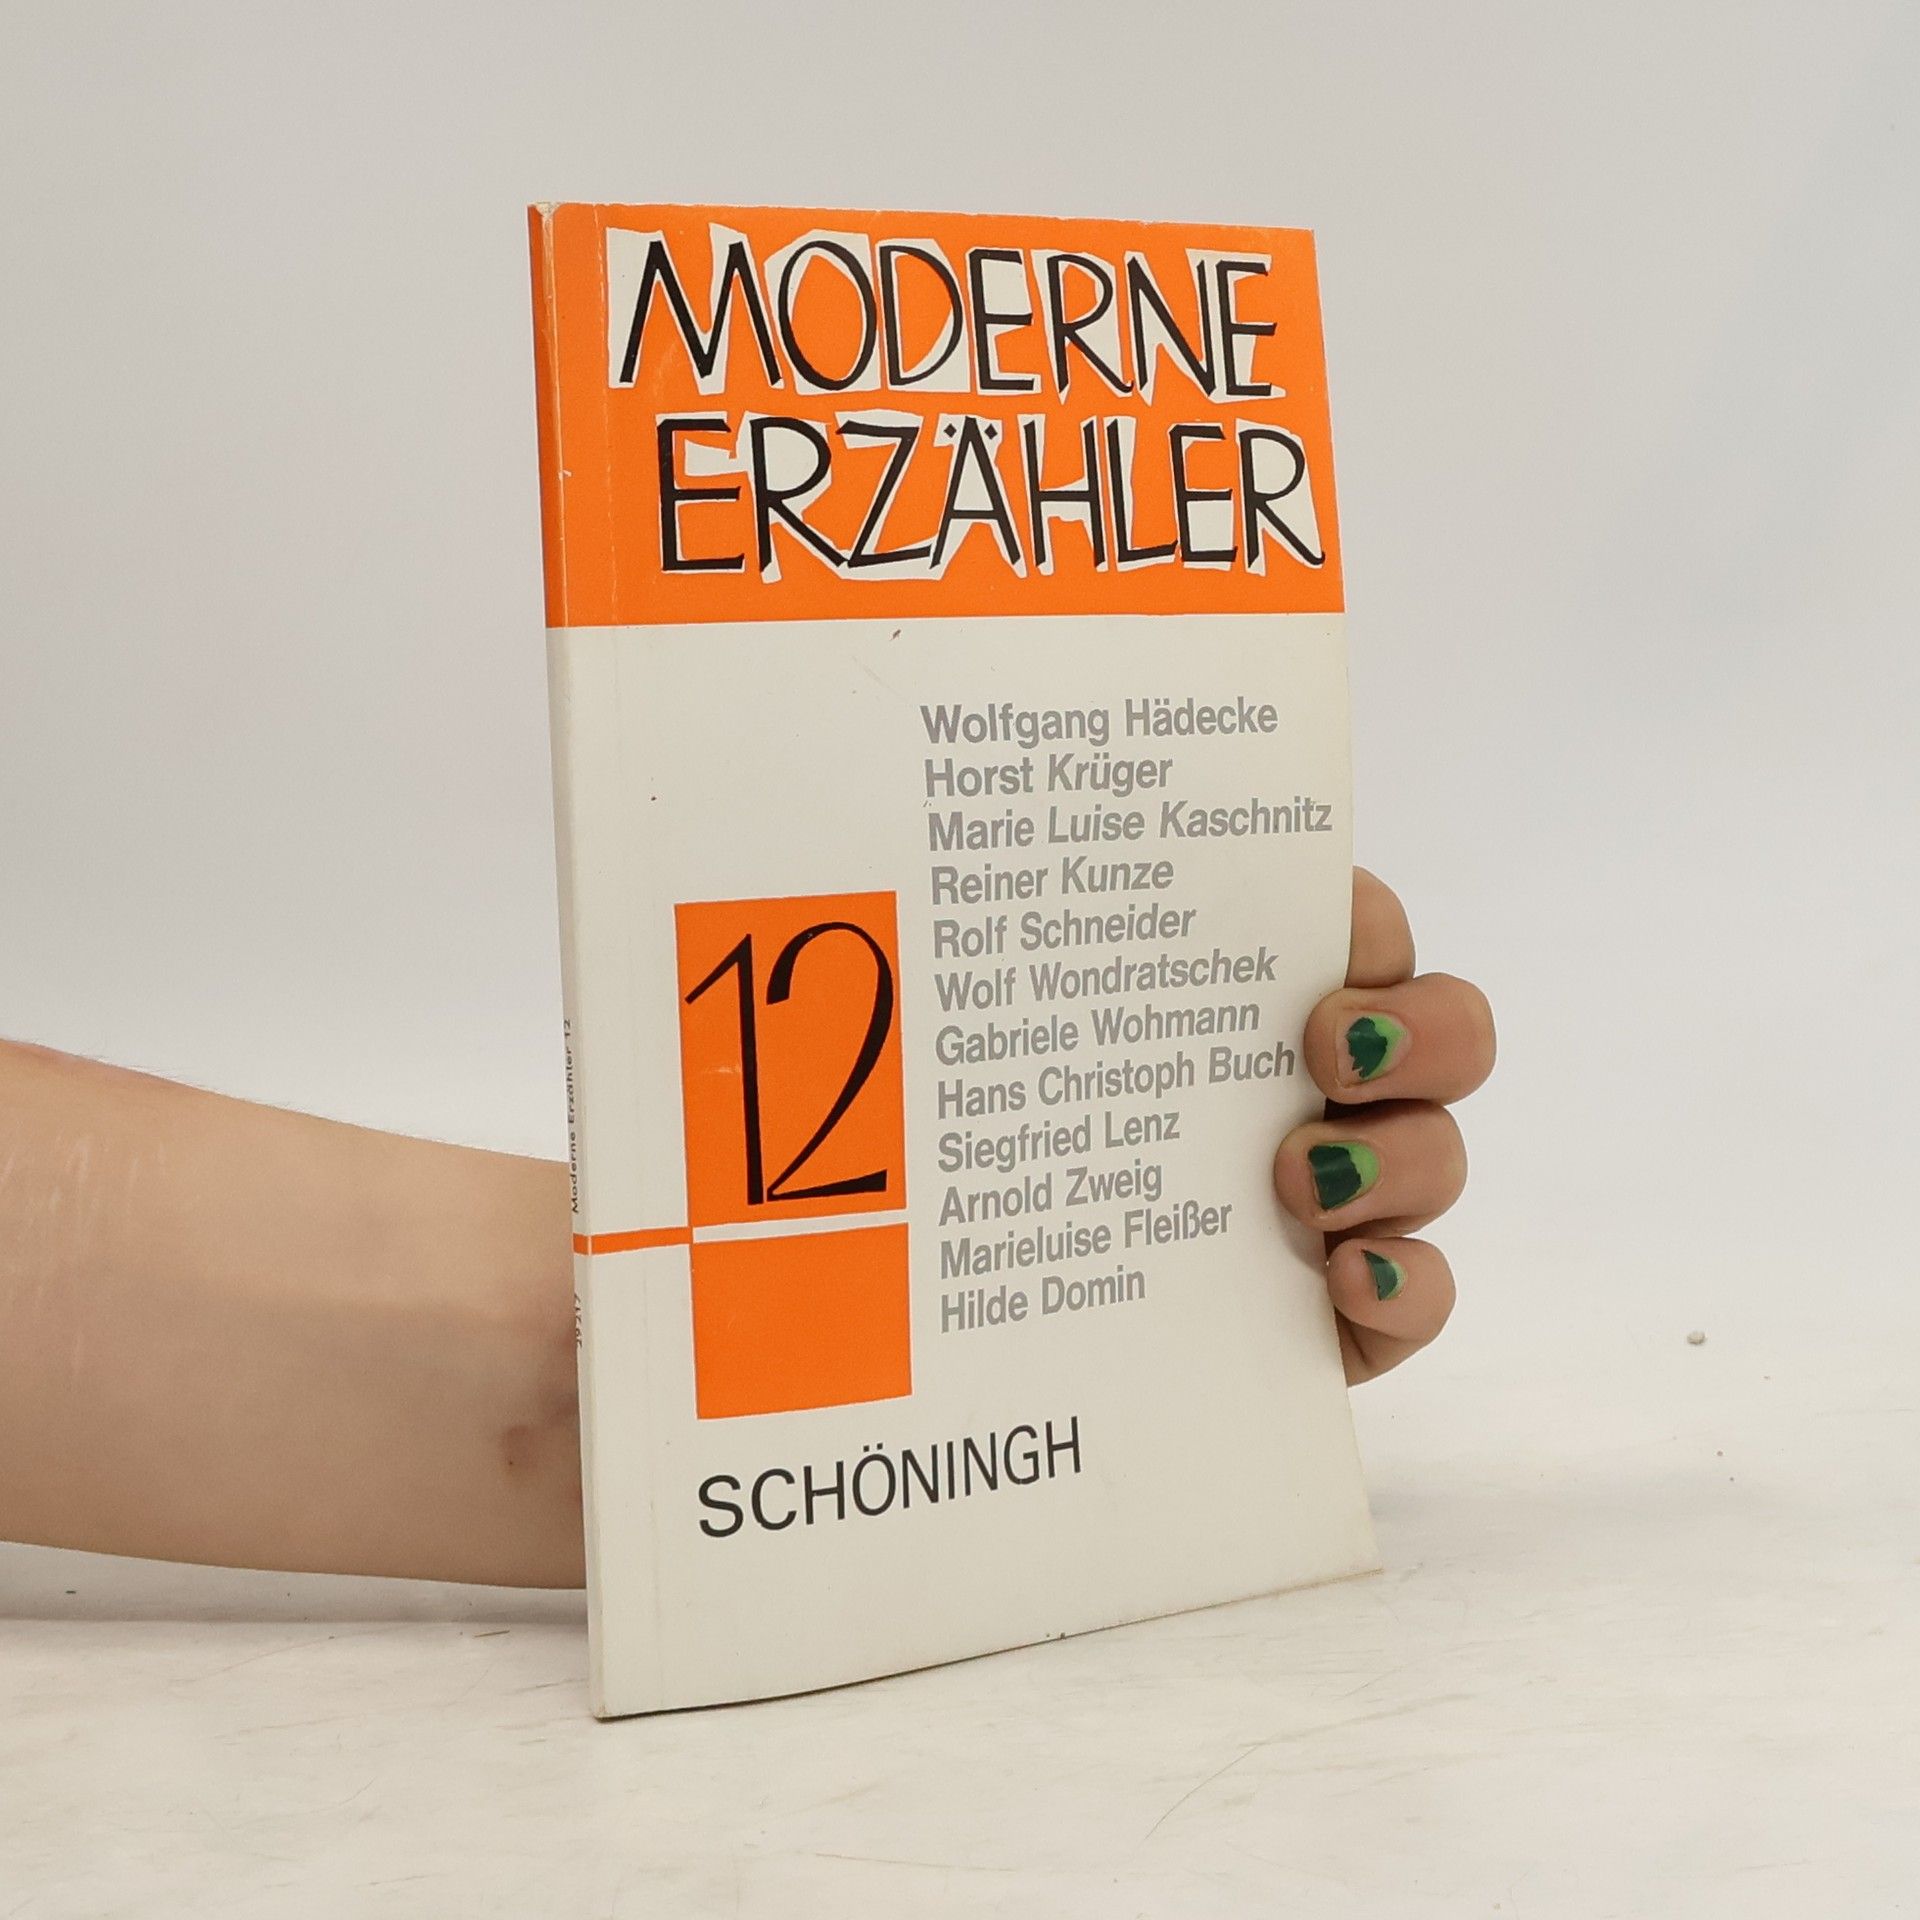 MODERNE
ERZÄHLER
Wolfgang Hädecke
Horst Krüger
Marie Luise Kaschnitz
Reiner Kunze
Rolf Schneider
Wolf Wondratschek
Gabriele Wohmann
Hans Christoph Buch
Siegfried Lenz
Arnold Zweig
Marieluise Fleißer
Hilde Domin
12
SCHÖNINGH
Moderne Erzähler 12